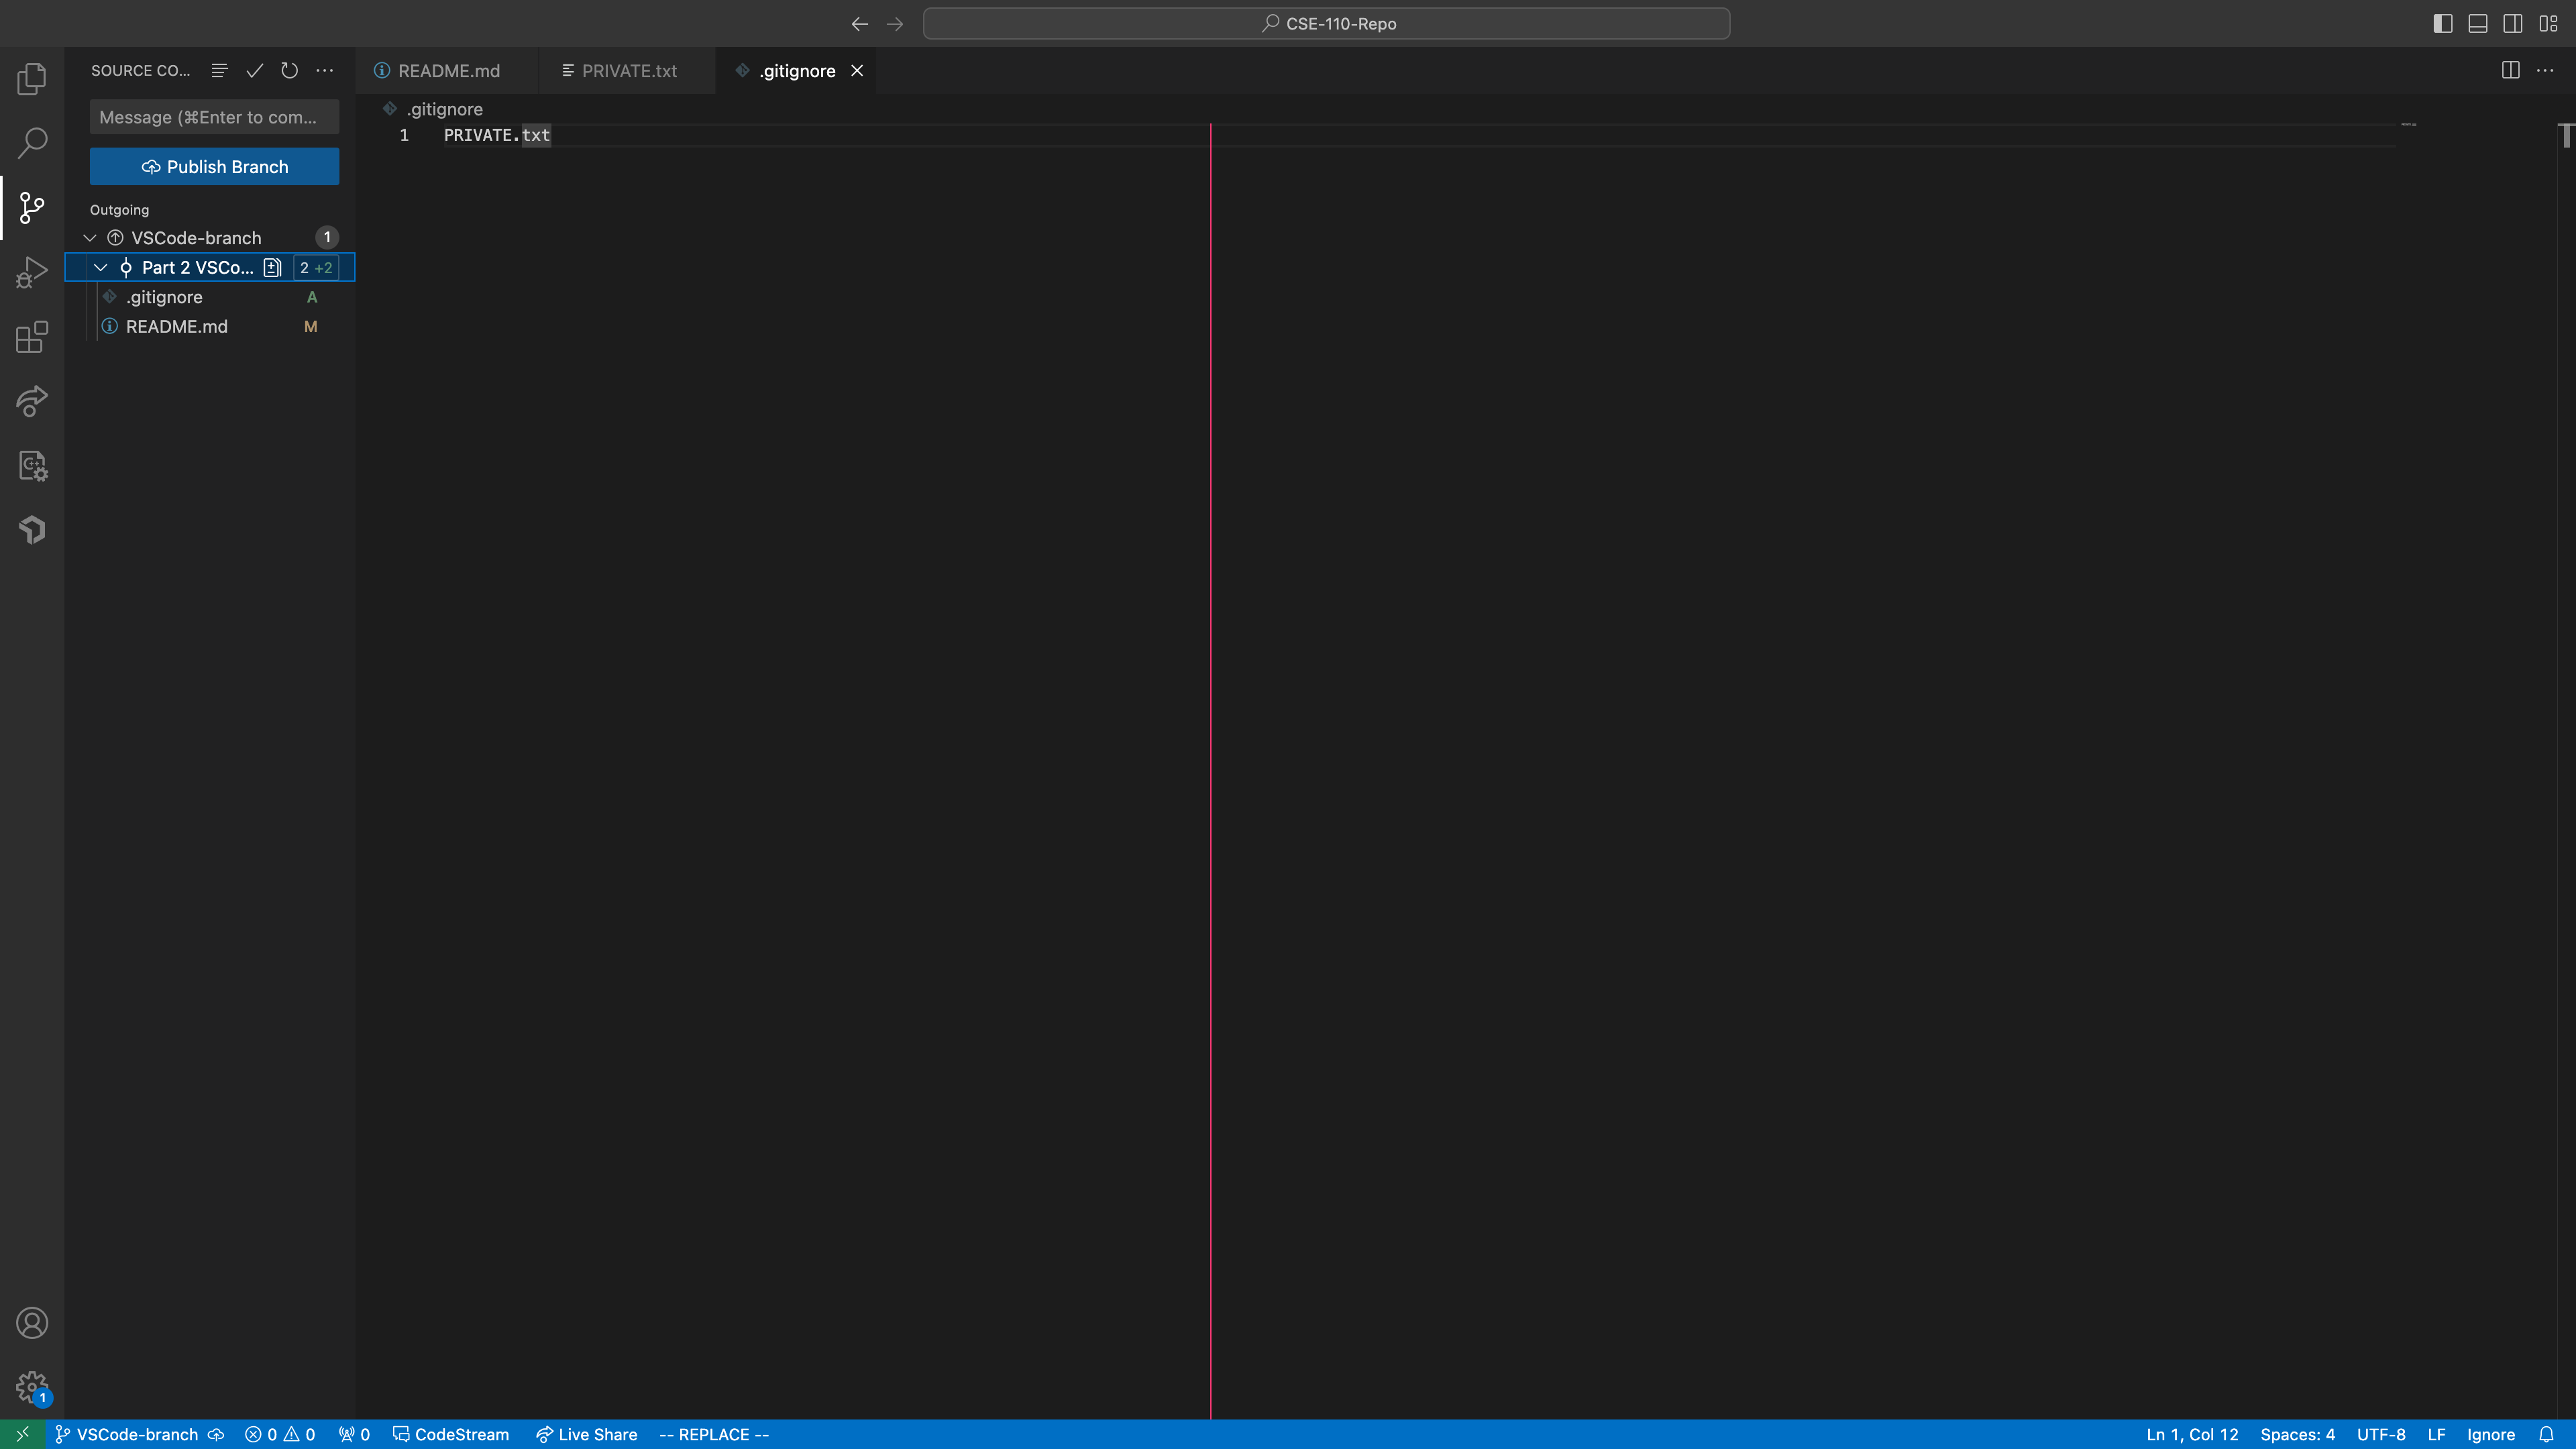 CSE-110-Repo
SOURCE CO...
README.md
PRIVATE.txt
.gitignore
Message (⌘Enter to com...
.gitignore
1 PRIVATE.txt
Publish Branch
Outgoing
VSCode-branch 1
Part 2 VSCo... 2 +2
.gitignore A
README.md M
1
VSCode-branch 0 0 0 CodeStream Live Share -- REPLACE -- Ln 1, Col 12 Spaces: 4 UTF-8 LF Ignore